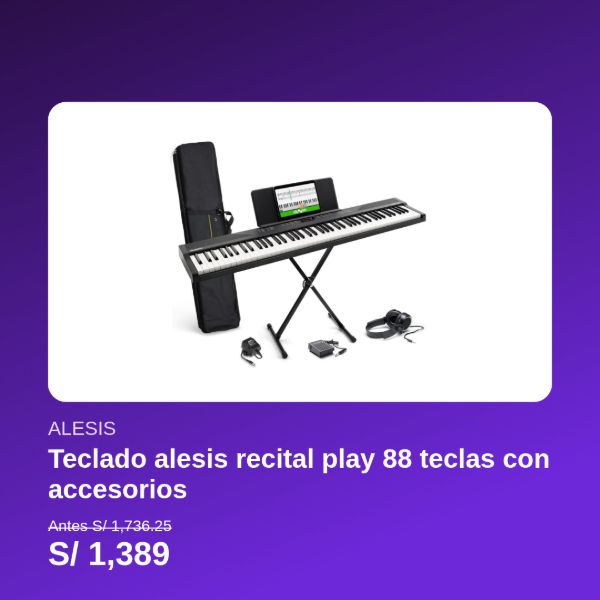 ALESIS
Teclado alesis recital play 88 teclas con
accesorios
Antes S/ 1,736.25
S/ 1,389